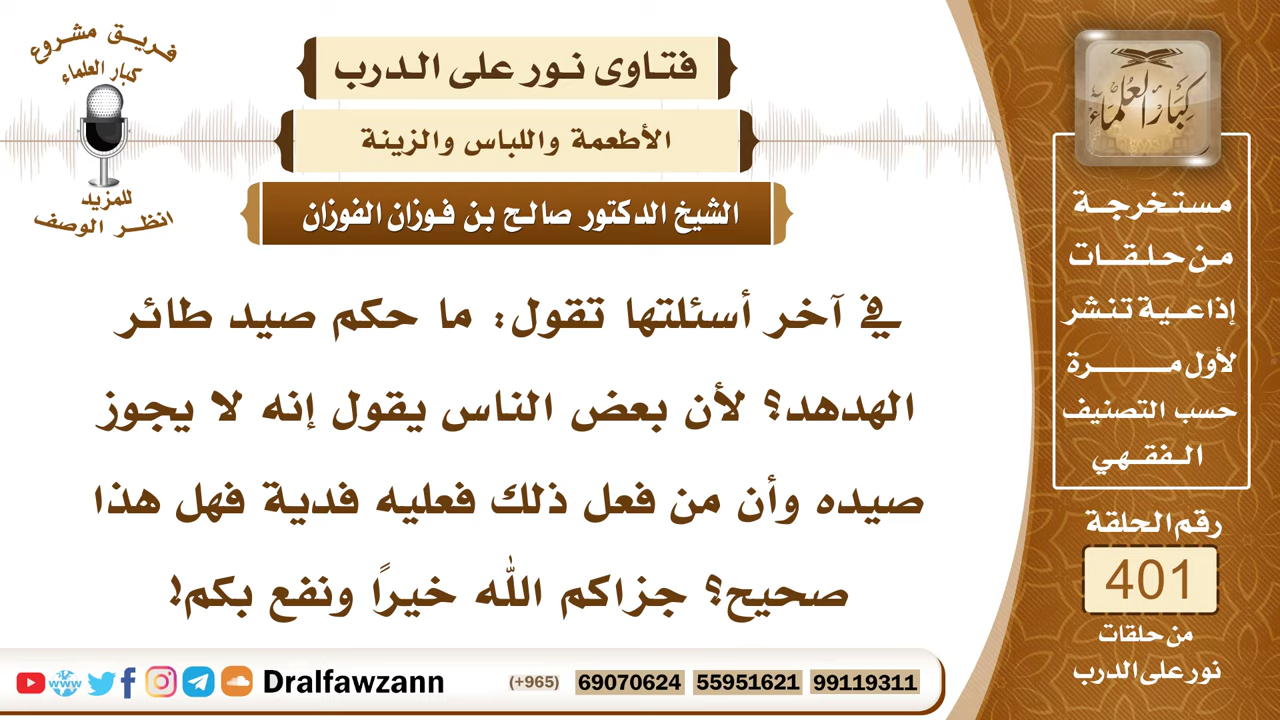 فريق مشروع
كبار العلماء
للمزيد
انظر الوصف
فتاوى نور على الدرب
الأطعمة واللباس والزينة
الشيخ الدكتور صالح بن فوزان الفوزان
في آخر أسئلتها تقول: ما حكم صيد طائر
الهدهد؟ لأن بعض الناس يقول إنه لا يجوز
صيده وأن من فعل ذلك فعليه فدية فهل هذا
صحيح؟ جزاكم الله خيرًا ونفع بكم!
كبار العلماء
مستخرجة
من حلقات
إذاعية تنشر
لأول مرة
حسب التصنيف
الفقهي
رقم الحلقة
401
من حلقات
نور على الدرب
www
Dralfawzann
(+965) 69070624 55951621 99119311